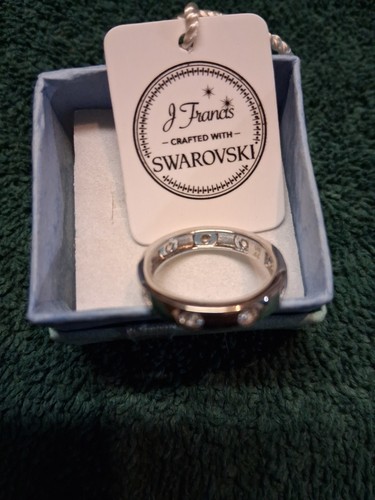 J Francis
- CRAFTED WITH -
SWAROVSKI